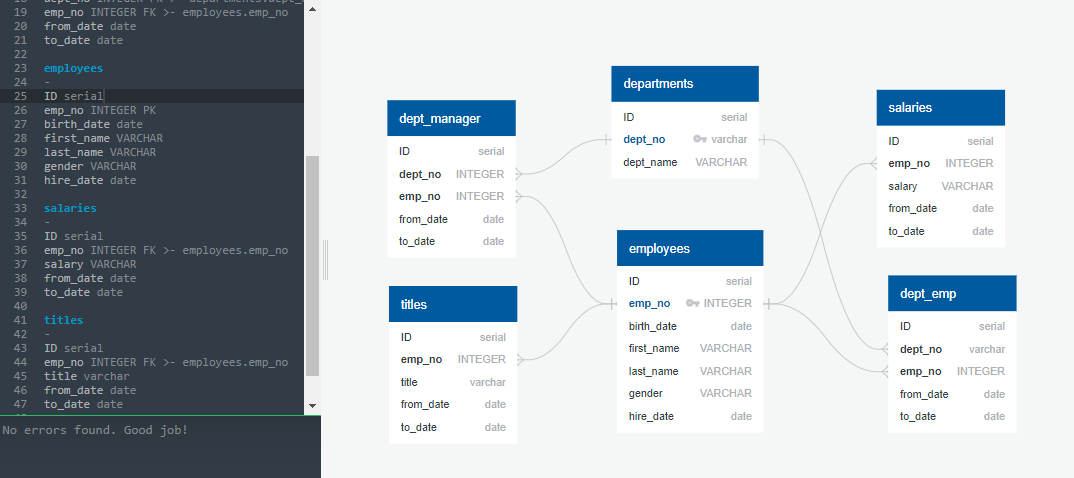 19 emp_no INTEGER FK >- employees.emp_no
20 from_date date
21 to_date date
22
23 employees
24 -
25 ID serial
26 emp_no INTEGER PK
27 birth_date date
28 first_name VARCHAR
29 last_name VARCHAR
30 gender VARCHAR
31 hire_date date
32
33 salaries
34 -
35 ID serial
36 emp_no INTEGER FK >- employees.emp_no
37 salary VARCHAR
38 from_date date
39 to_date date
40
41 titles
42 -
43 ID serial
44 emp_no INTEGER FK >- employees.emp_no
45 title varchar
46 from_date date
47 to_date date
No errors found. Good job!
dept_manager
ID serial
dept_no INTEGER
emp_no INTEGER
from_date date
to_date date
titles
ID serial
emp_no INTEGER
title varchar
from_date date
to_date date
departments
ID serial
dept_no varchar
dept_name VARCHAR
employees
ID serial
emp_no INTEGER
birth_date date
first_name VARCHAR
last_name VARCHAR
gender VARCHAR
hire_date date
salaries
ID serial
emp_no INTEGER
salary VARCHAR
from_date date
to_date date
dept_emp
ID serial
dept_no varchar
emp_no INTEGER
from_date date
to_date date